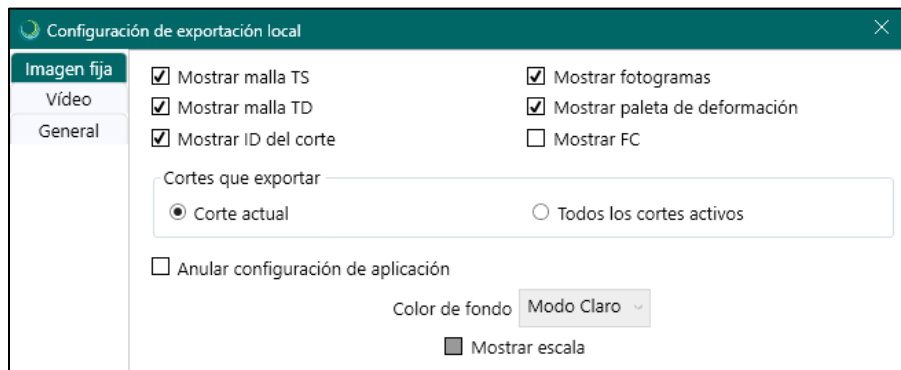 Configuración de exportación local
Imagen fija
Vídeo
General
Mostrar malla TS
Mostrar fotogramas
Mostrar malla TD
Mostrar paleta de deformación
Mostrar ID del corte
Mostrar FC
Cortes que exportar
Corte actual
Todos los cortes activos
Anular configuración de aplicación
Color de fondo Modo Claro
Mostrar escala